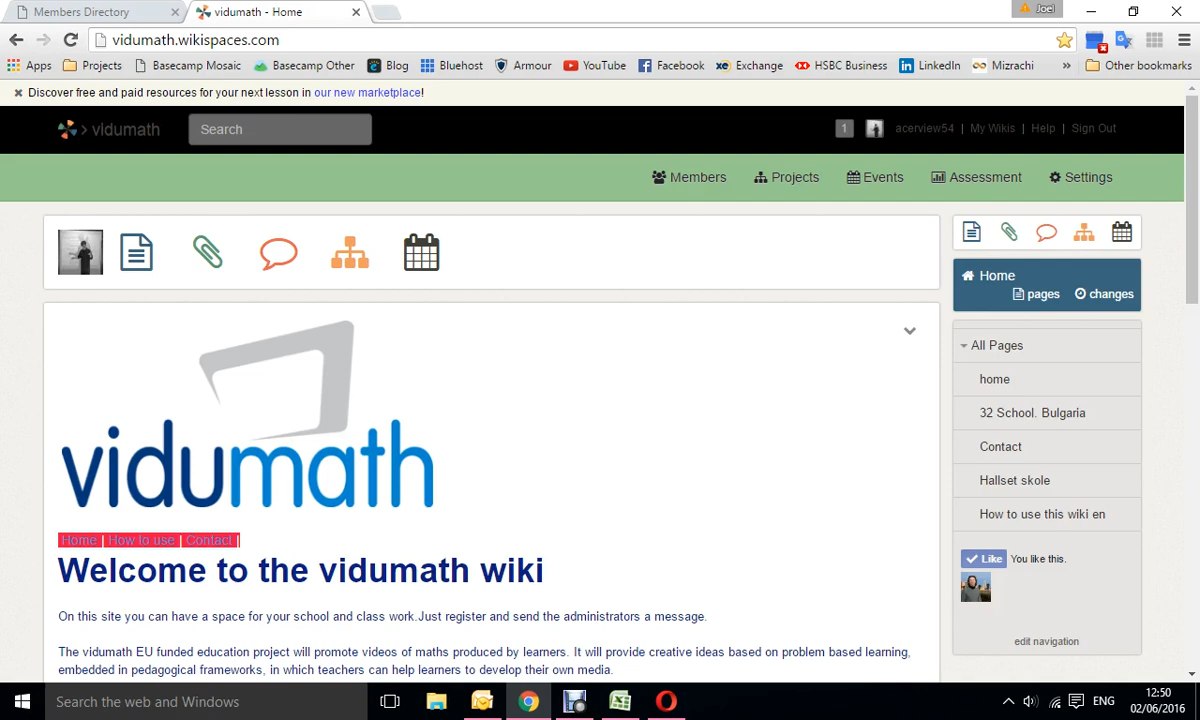 Members Directory
vidumath - Home
Joel
vidumath.wikispaces.com
Apps Projects Basecamp Mosaic Basecamp Other Blog Bluehost Armour YouTube Facebook Exchange HSBC Business LinkedIn Mizrachi » Other bookmarks
Discover free and paid resources for your next lesson in our new marketplace!
vidumath Search 1 acerview54 | My Wikis | Help | Sign Out
Members Projects Events Assessment Settings
Home
pages changes
vidumath
All Pages
home
32 School. Bulgaria
Contact
Hallset skole
How to use this wiki en
Like You like this.
edit navigation
Home | How to use | Contact |
Welcome to the vidumath wiki
On this site you can have a space for your school and class work.Just register and send the administrators a message.
The vidumath EU funded education project will promote videos of maths produced by learners. It will provide creative ideas based on problem based learning,
embedded in pedagogical frameworks, in which teachers can help learners to develop their own media.
Search the web and Windows
ENG
12:50
02/06/2016